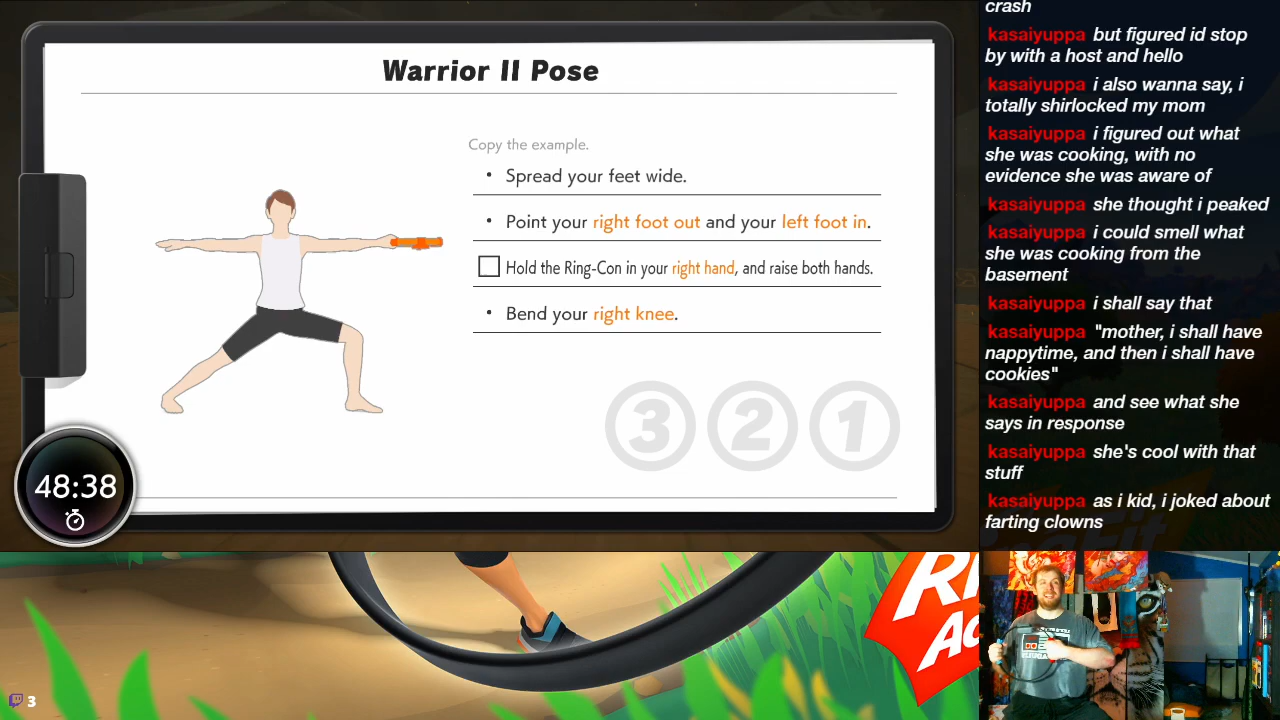 Warrior II Pose
Copy the example.
• Spread your feet wide.
• Point your right foot out and your left foot in.
Hold the Ring-Con in your right hand, and raise both hands.
• Bend your right knee.
3 2 1
48:38
3
crash
kasaiyuppa but figured id stop
by with a host and hello
kasaiyuppa i also wanna say, i
totally shirlocked my mom
kasaiyuppa i figured out what
she was cooking, with no
evidence she was aware of
kasaiyuppa she thought i peaked
kasaiyuppa i could smell what
she was cooking from the
basement
kasaiyuppa i shall say that
kasaiyuppa "mother, i shall have
nappytime, and then i shall have
cookies"
kasaiyuppa and see what she
says in response
kasaiyuppa she's cool with that
stuff
kasaiyuppa as i kid, i joked about
farting clowns